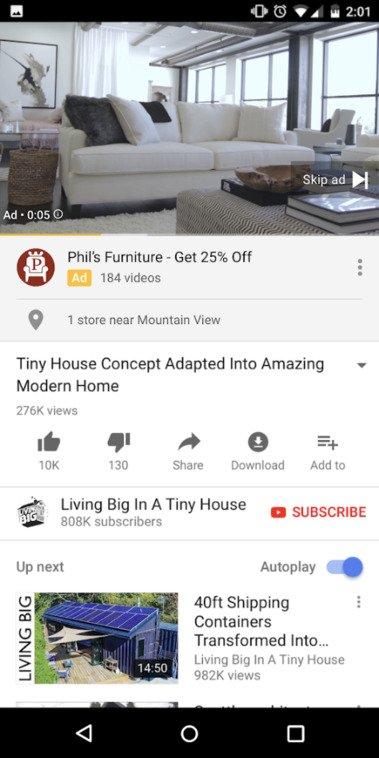 2:01
Skip ad
Ad • 0:05
P
Phil's Furniture - Get 25% Off
Ad 184 videos
1 store near Mountain View
Tiny House Concept Adapted Into Amazing
Modern Home
276K views
10K 130 Share Download Add to
LIVING BIG
Living Big In A Tiny House
808K subscribers
SUBSCRIBE
Up next Autoplay
LIVING BIG
14:50
40ft Shipping
Containers
Transformed Into...
Living Big In A Tiny House
982K views